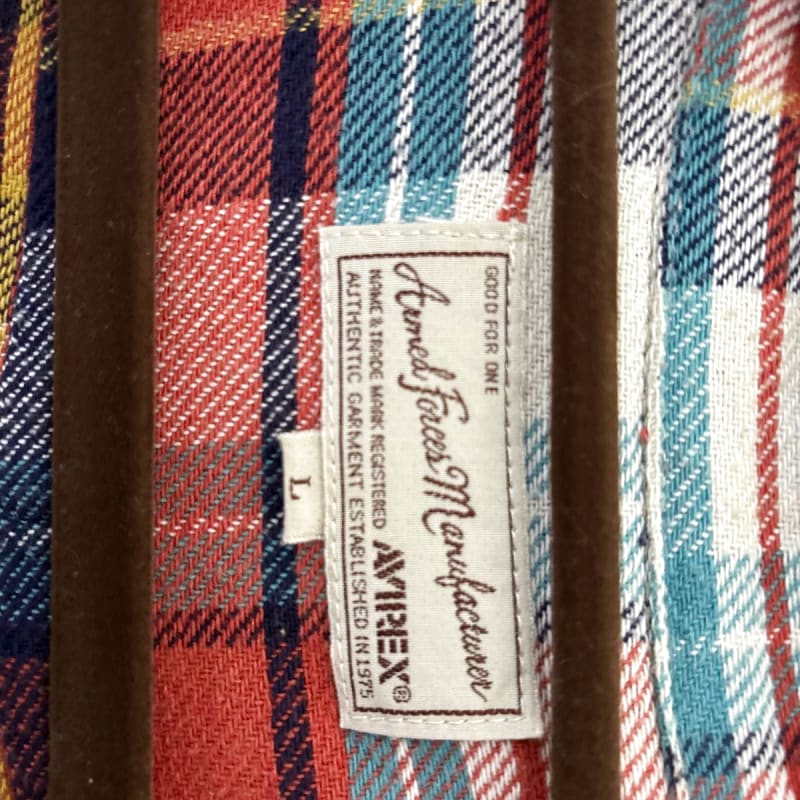 GOOD FOR ONE
Armed Forces Manufacturer
NAME & TRADE MARK REGISTERED AVIREX®
AUTHENTIC GARMENT ESTABLISHED IN 1975
L